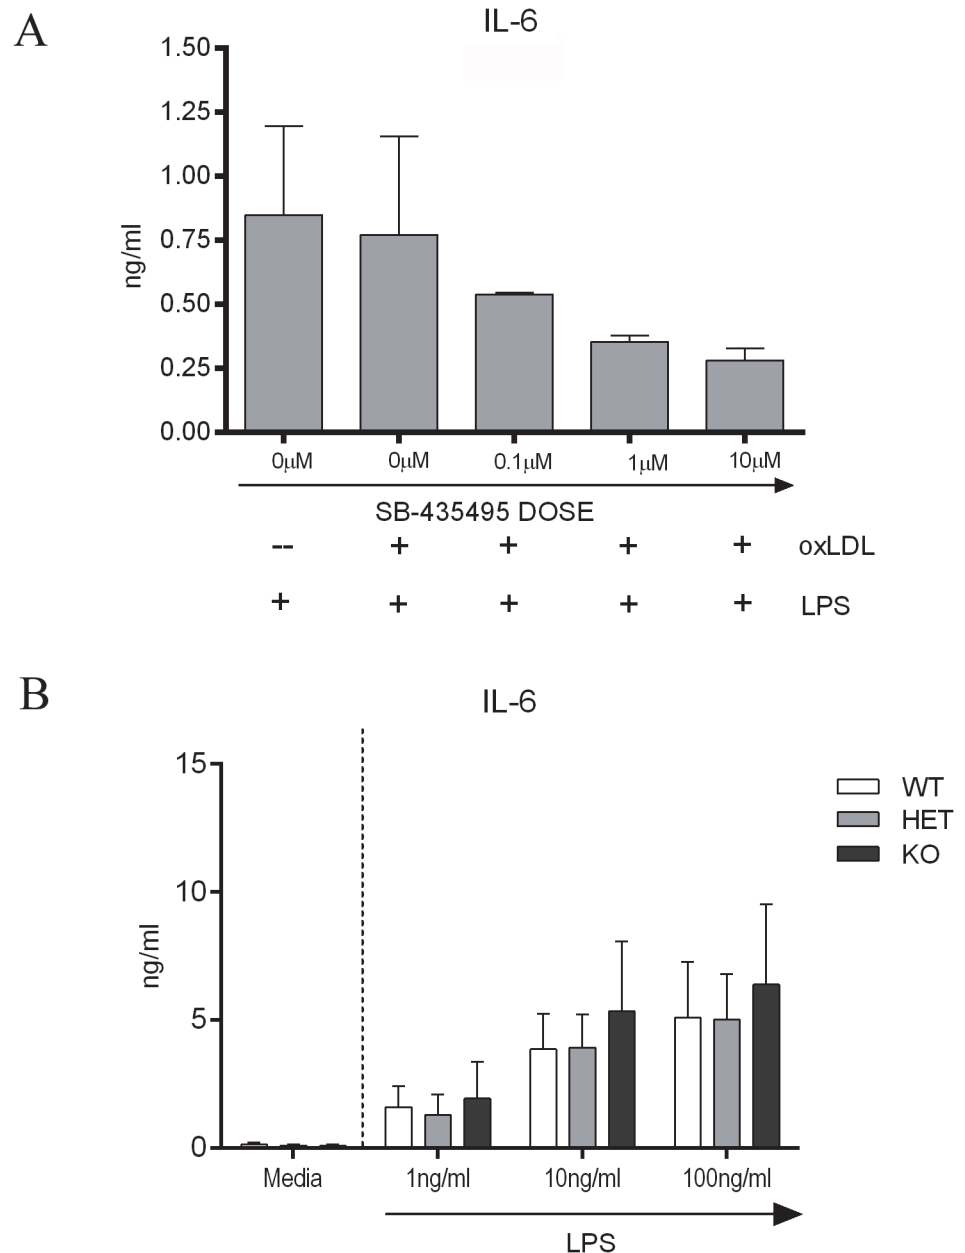 A
IL-6
1.50
1.25
1.00
0.75
0.50
0.25
0.00
ng/ml
0µM 0µM 0.1µM 1µM 10µM
SB-435495 DOSE
-- + + + + oxLDL
+ + + + + LPS
B
IL-6
15
10
5
0
ng/ml
WT
HET
KO
Media 1ng/ml 10ng/ml 100ng/ml
LPS